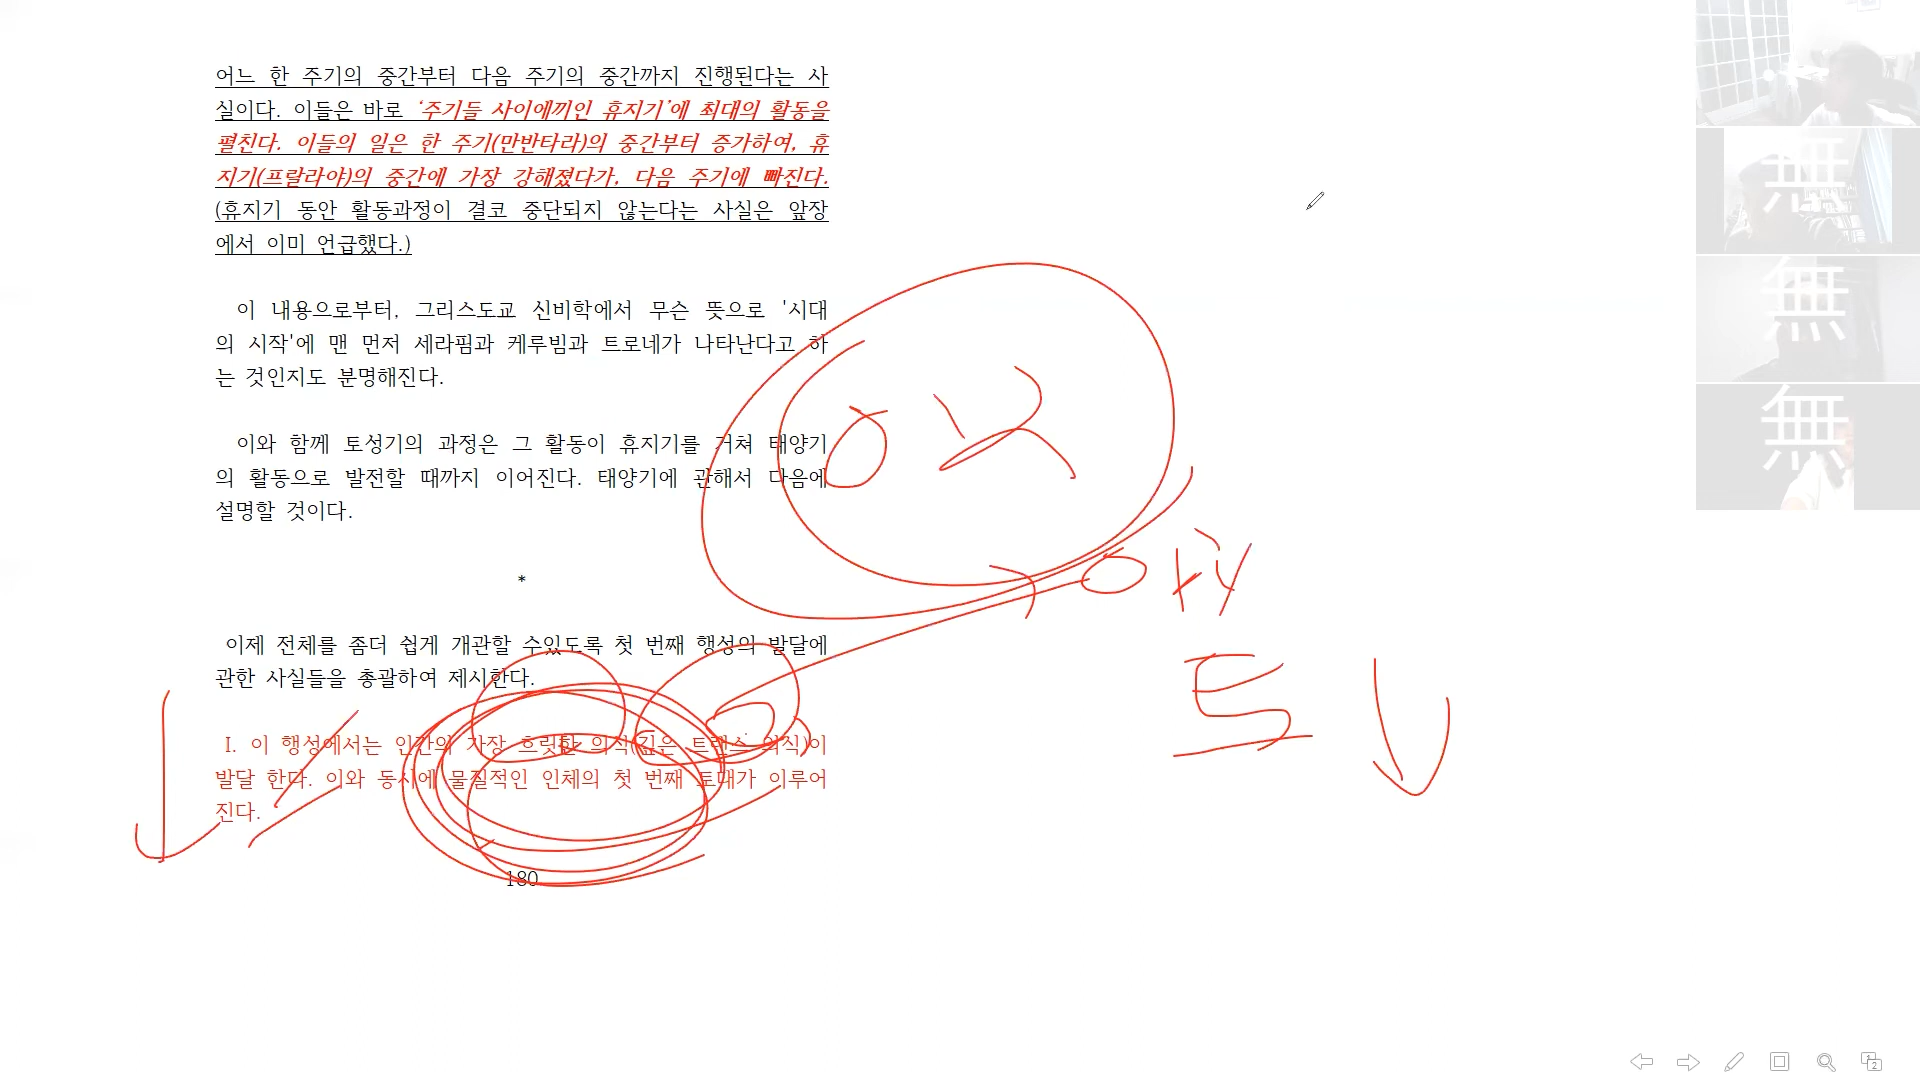 어느 한 주기의 중간부터 다음 주기의 중간까지 진행된다는 사
실이다. 이들은 바로 ‘주기들 사이에끼인 휴지기’에 최대의 활동을
펼친다. 이들의 일은 한 주기(만반타라)의 중간부터 증가하여, 휴
지기(프랄라야)의 중간에 가장 강해졌다가, 다음 주기에 빠진다.
(휴지기 동안 활동과정이 결코 중단되지 않는다는 사실은 앞장
에서 이미 언급했다.)
이 내용으로부터, 그리스도교 신비학에서 무슨 뜻으로 '시대
의 시작'에 맨 먼저 세라핌과 케루빔과 트로네가 나타난다고 하
는 것인지도 분명해진다.
이와 함께 토성기의 과정은 그 활동이 휴지기를 거쳐 태양기
의 활동으로 발전할 때까지 이어진다. 태양기에 관해서 다음에
설명할 것이다.
*
이제 전체를 좀더 쉽게 개관할 수있도록 첫 번째 행성의 발달에
관한 사실들을 총괄하여 제시한다.
I. 이 행성에서는 인간의 가장 흐릿한 의식(깊은 트랜스 의식)이
발달 한다. 이와 동시에 물질적인 인체의 첫 번째 토대가 이루어
진다.
180
無
無
無